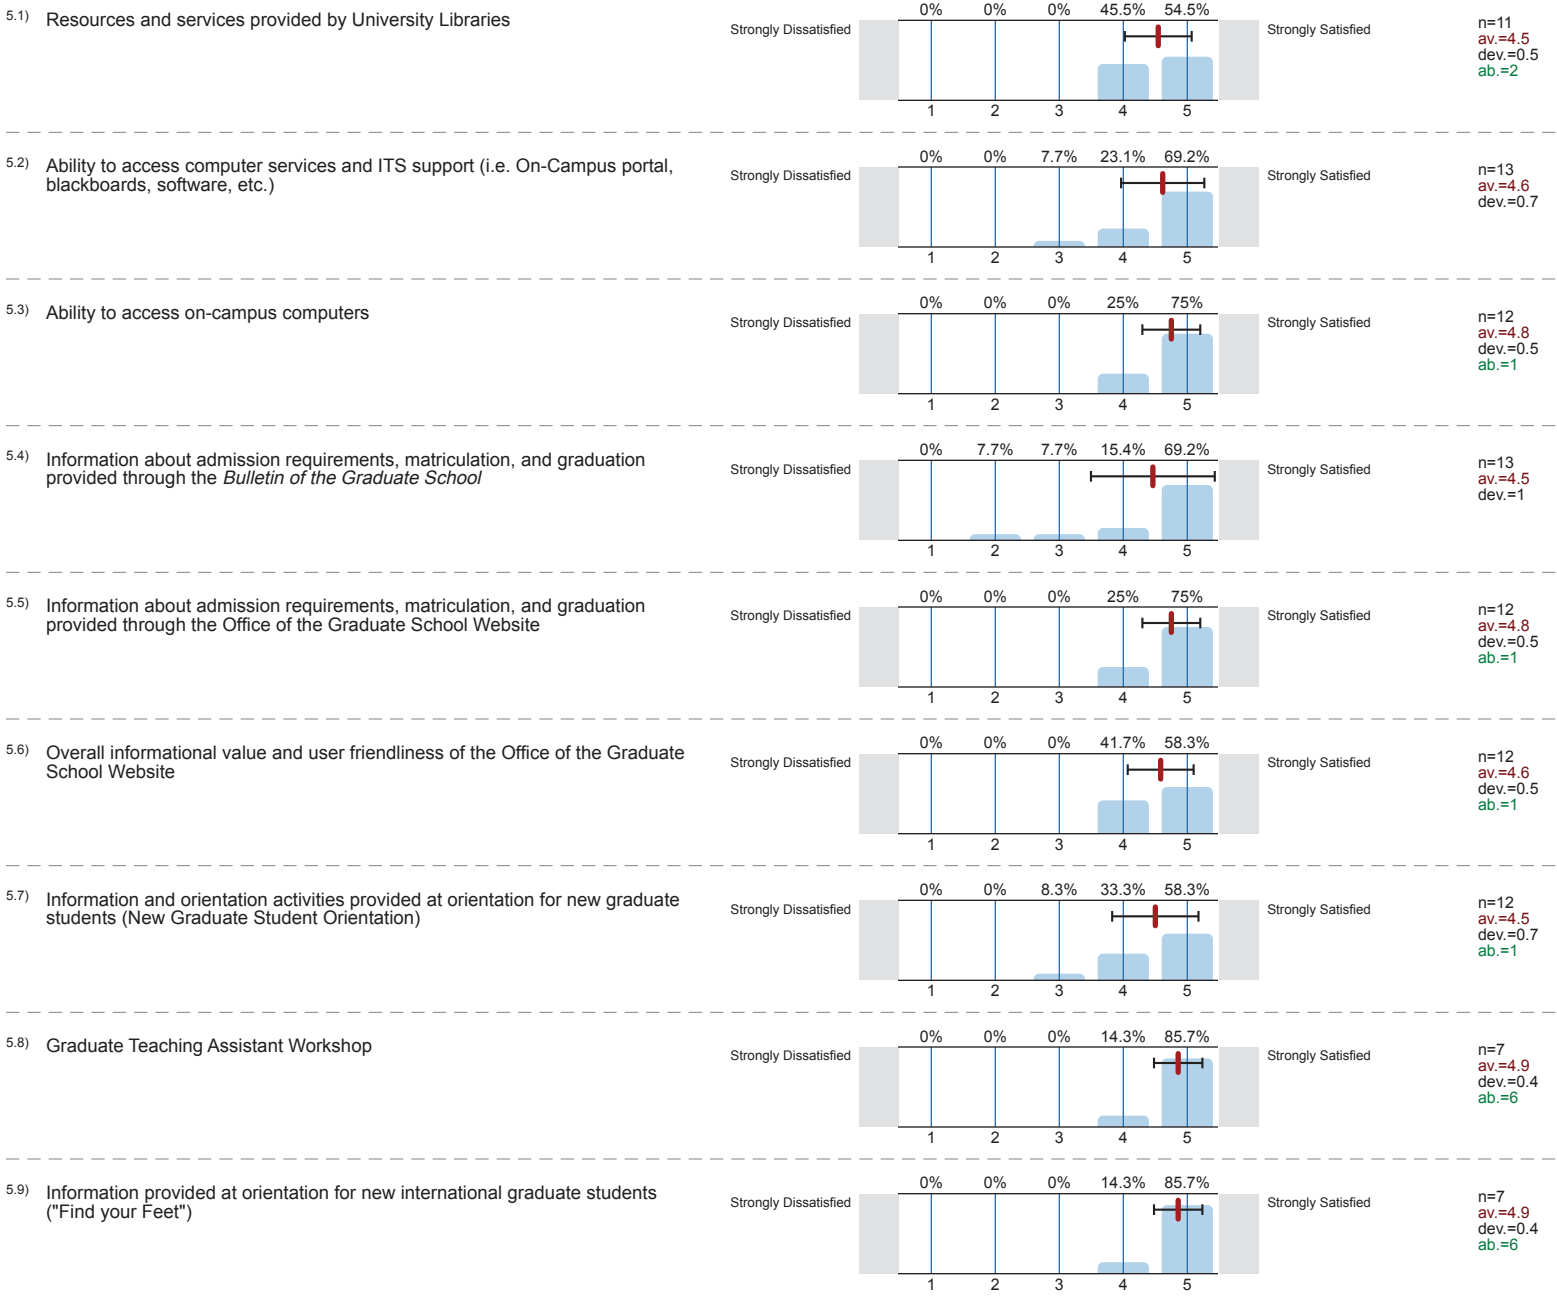 5.1) Resources and services provided by University Libraries
0% 0% 0% 45.5% 54.5%
Strongly Dissatisfied Strongly Satisfied
n=11
av.=4.5
dev.=0.5
ab.=2
1 2 3 4 5
5.2) Ability to access computer services and ITS support (i.e. On-Campus portal,
blackboards, software, etc.)
0% 0% 7.7% 23.1% 69.2%
Strongly Dissatisfied Strongly Satisfied
n=13
av.=4.6
dev.=0.7
1 2 3 4 5
5.3) Ability to access on-campus computers
0% 0% 0% 25% 75%
Strongly Dissatisfied Strongly Satisfied
n=12
av.=4.8
dev.=0.5
ab.=1
1 2 3 4 5
5.4) Information about admission requirements, matriculation, and graduation
provided through the Bulletin of the Graduate School
0% 7.7% 7.7% 15.4% 69.2%
Strongly Dissatisfied Strongly Satisfied
n=13
av.=4.5
dev.=1
1 2 3 4 5
5.5) Information about admission requirements, matriculation, and graduation
provided through the Office of the Graduate School Website
0% 0% 0% 25% 75%
Strongly Dissatisfied Strongly Satisfied
n=12
av.=4.8
dev.=0.5
ab.=1
1 2 3 4 5
5.6) Overall informational value and user friendliness of the Office of the Graduate
School Website
0% 0% 0% 41.7% 58.3%
Strongly Dissatisfied Strongly Satisfied
n=12
av.=4.6
dev.=0.5
ab.=1
1 2 3 4 5
5.7) Information and orientation activities provided at orientation for new graduate
students (New Graduate Student Orientation)
0% 0% 8.3% 33.3% 58.3%
Strongly Dissatisfied Strongly Satisfied
n=12
av.=4.5
dev.=0.7
ab.=1
1 2 3 4 5
5.8) Graduate Teaching Assistant Workshop
0% 0% 0% 14.3% 85.7%
Strongly Dissatisfied Strongly Satisfied
n=7
av.=4.9
dev.=0.4
ab.=6
1 2 3 4 5
5.9) Information provided at orientation for new international graduate students
("Find your Feet")
0% 0% 0% 14.3% 85.7%
Strongly Dissatisfied Strongly Satisfied
n=7
av.=4.9
dev.=0.4
ab.=6
1 2 3 4 5